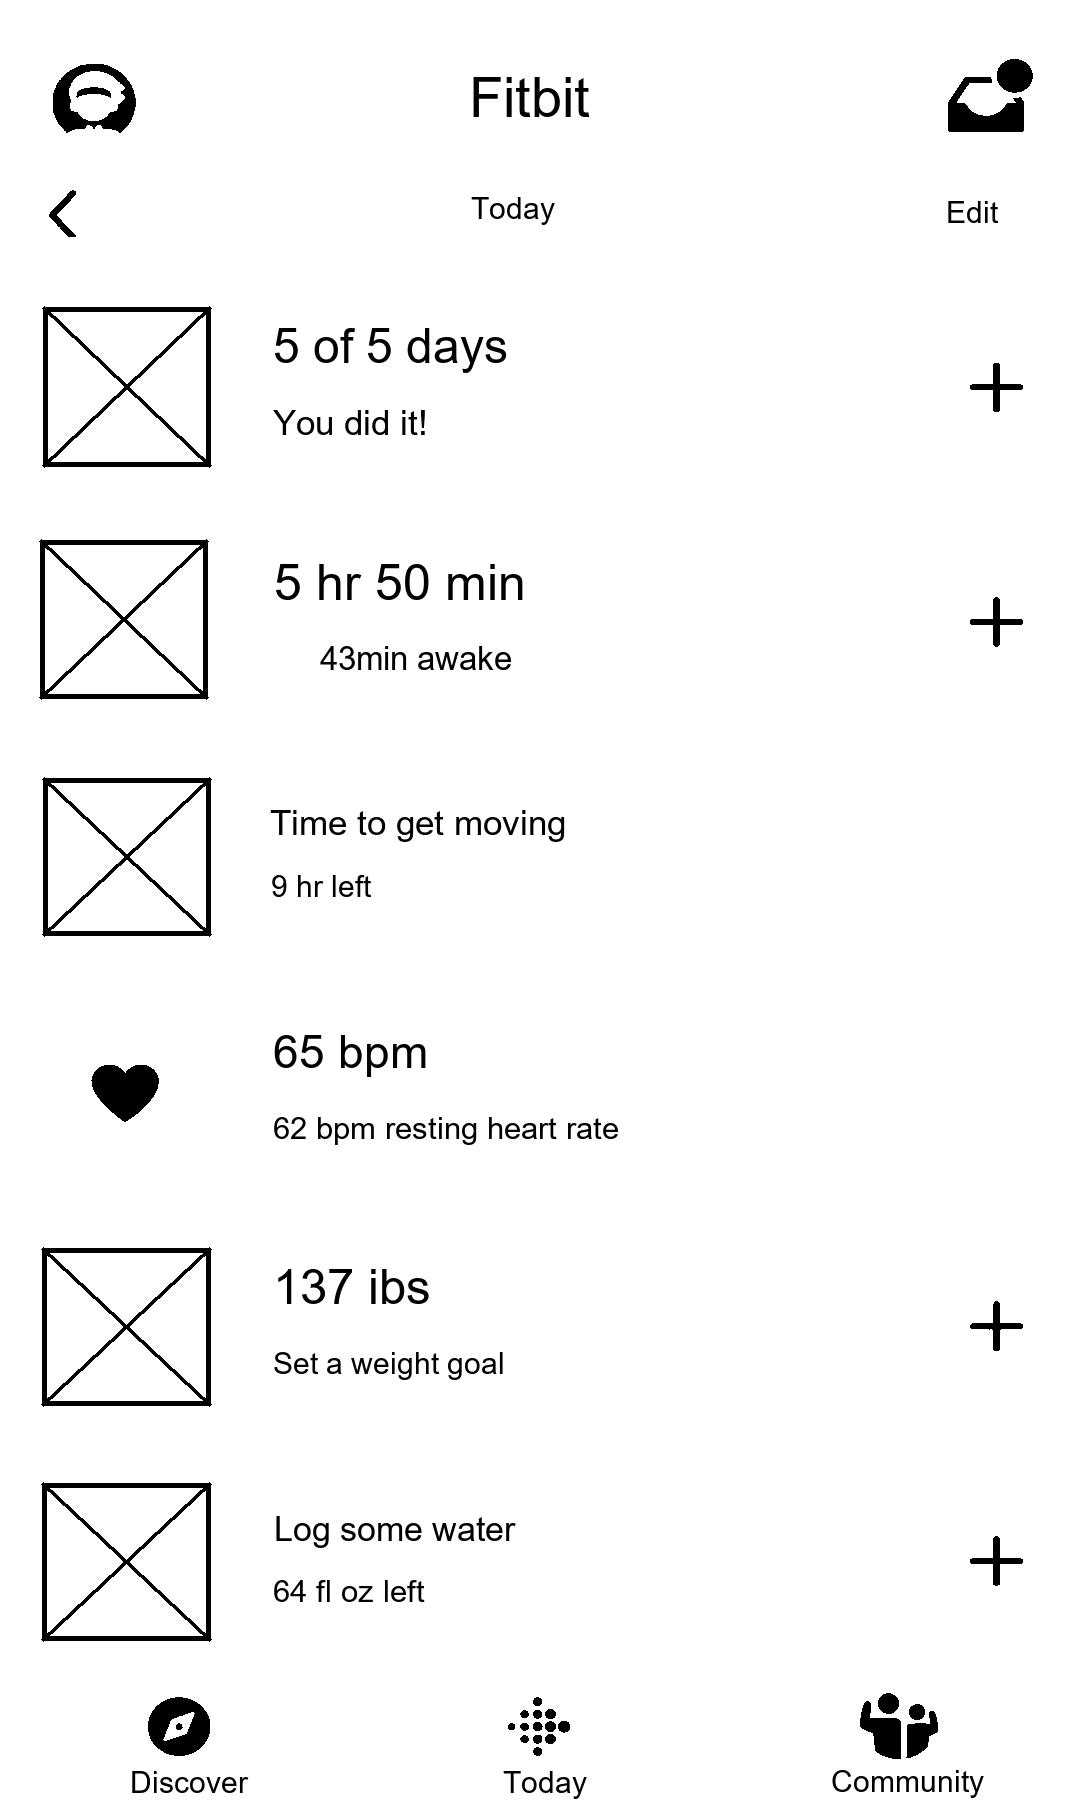 Fitbit
Today
Edit
5 of 5 days
You did it!
5 hr 50 min
43min awake
Time to get moving
9 hr left
65 bpm
62 bpm resting heart rate
137 ibs
Set a weight goal
Log some water
64 fl oz left
Discover
Today
Community